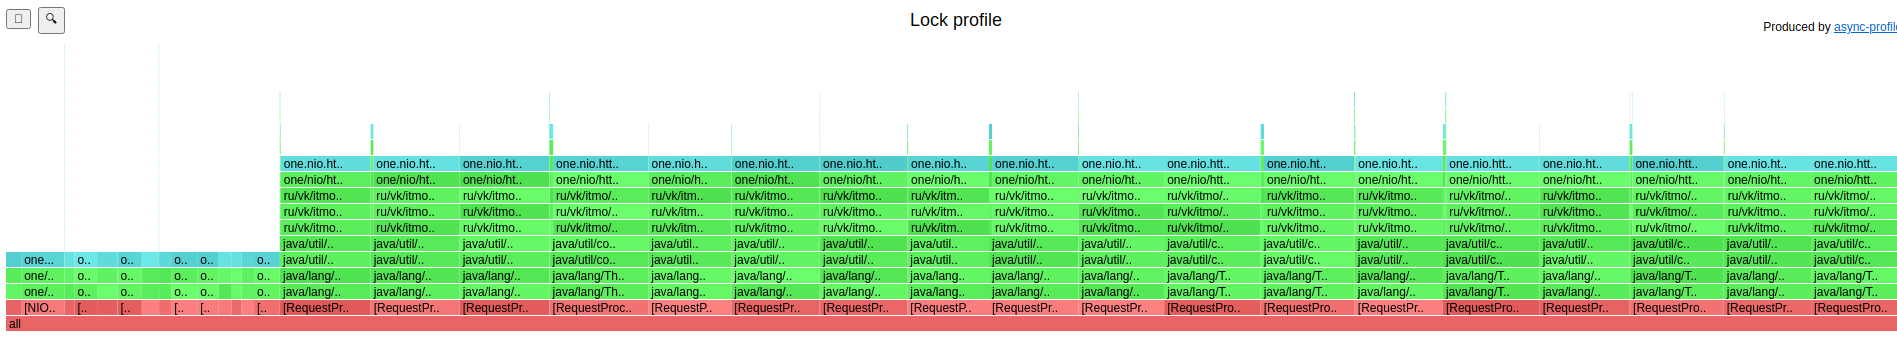 Lock profile
Produced by async-profile
one.nio.ht.. one.nio.ht.. one.nio.ht.. one.nio.htt.. one.nio.h.. one.nio.ht.. one.nio.ht.. one.nio.h.. one.nio.ht.. one.nio.ht.. one.nio.htt.. one.nio.ht.. one.nio.ht.. one.nio.htt.. one.nio.ht.. one.nio.htt.. one.nio.ht.. one.nio.htt..
one/nio/ht.. one/nio/ht.. one/nio/ht.. one/nio/htt.. one/nio/h.. one/nio/ht.. one/nio/ht.. one/nio/h.. one/nio/ht.. one/nio/ht.. one/nio/htt.. one/nio/ht.. one/nio/ht.. one/nio/htt.. one/nio/ht.. one/nio/htt.. one/nio/ht.. one/nio/htt..
ru/vk/itmo.. ru/vk/itmo.. ru/vk/itmo.. ru/vk/itmo/.. ru/vk/itm.. ru/vk/itmo.. ru/vk/itmo.. ru/vk/itm.. ru/vk/itmo.. ru/vk/itmo.. ru/vk/itmo/.. ru/vk/itmo.. ru/vk/itmo.. ru/vk/itmo/.. ru/vk/itmo.. ru/vk/itmo/.. ru/vk/itmo.. ru/vk/itmo/..
ru/vk/itmo.. ru/vk/itmo.. ru/vk/itmo.. ru/vk/itmo/.. ru/vk/itm.. ru/vk/itmo.. ru/vk/itmo.. ru/vk/itm.. ru/vk/itmo.. ru/vk/itmo.. ru/vk/itmo/.. ru/vk/itmo.. ru/vk/itmo.. ru/vk/itmo/.. ru/vk/itmo.. ru/vk/itmo/.. ru/vk/itmo.. ru/vk/itmo/..
ru/vk/itmo.. ru/vk/itmo.. ru/vk/itmo.. ru/vk/itmo/.. ru/vk/itm.. ru/vk/itmo.. ru/vk/itmo.. ru/vk/itm.. ru/vk/itmo.. ru/vk/itmo.. ru/vk/itmo/.. ru/vk/itmo.. ru/vk/itmo.. ru/vk/itmo/.. ru/vk/itmo.. ru/vk/itmo/.. ru/vk/itmo.. ru/vk/itmo/..
java/util/.. java/util/.. java/util/.. java/util/co.. java/util.. java/util/.. java/util/.. java/util.. java/util/.. java/util/.. java/util/c.. java/util/c.. java/util/.. java/util/c.. java/util/.. java/util/c.. java/util/.. java/util/c..
one... o.. o.. o.. o.. o.. java/util/.. java/util/.. java/util/.. java/util/co.. java/util.. java/util/.. java/util/.. java/util.. java/util/.. java/util/.. java/util/c.. java/util/c.. java/util/.. java/util/c.. java/util/.. java/util/c.. java/util/.. java/util/c..
one/.. o.. o.. o.. o.. o.. java/lang/.. java/lang/.. java/lang/.. java/lang/Th.. java/lang.. java/lang/.. java/lang/.. java/lang.. java/lang/.. java/lang/.. java/lang/T.. java/lang/T.. java/lang/.. java/lang/T.. java/lang/.. java/lang/T.. java/lang/.. java/lang/T..
one/.. o.. o.. o.. o.. o.. java/lang/.. java/lang/.. java/lang/.. java/lang/Th.. java/lang.. java/lang/.. java/lang/.. java/lang.. java/lang/.. java/lang/.. java/lang/T.. java/lang/T.. java/lang/.. java/lang/T.. java/lang/.. java/lang/T.. java/lang/.. java/lang/T..
[NIO.. [.. [.. [.. [.. [.. [RequestPr.. [RequestPr.. [RequestPr.. [RequestProc.. [RequestP.. [RequestPr.. [RequestPr.. [RequestP.. [RequestPr.. [RequestPr.. [RequestPro.. [RequestPro.. [RequestPr.. [RequestPro.. [RequestPr.. [RequestPro.. [RequestPr.. [RequestPro..
all